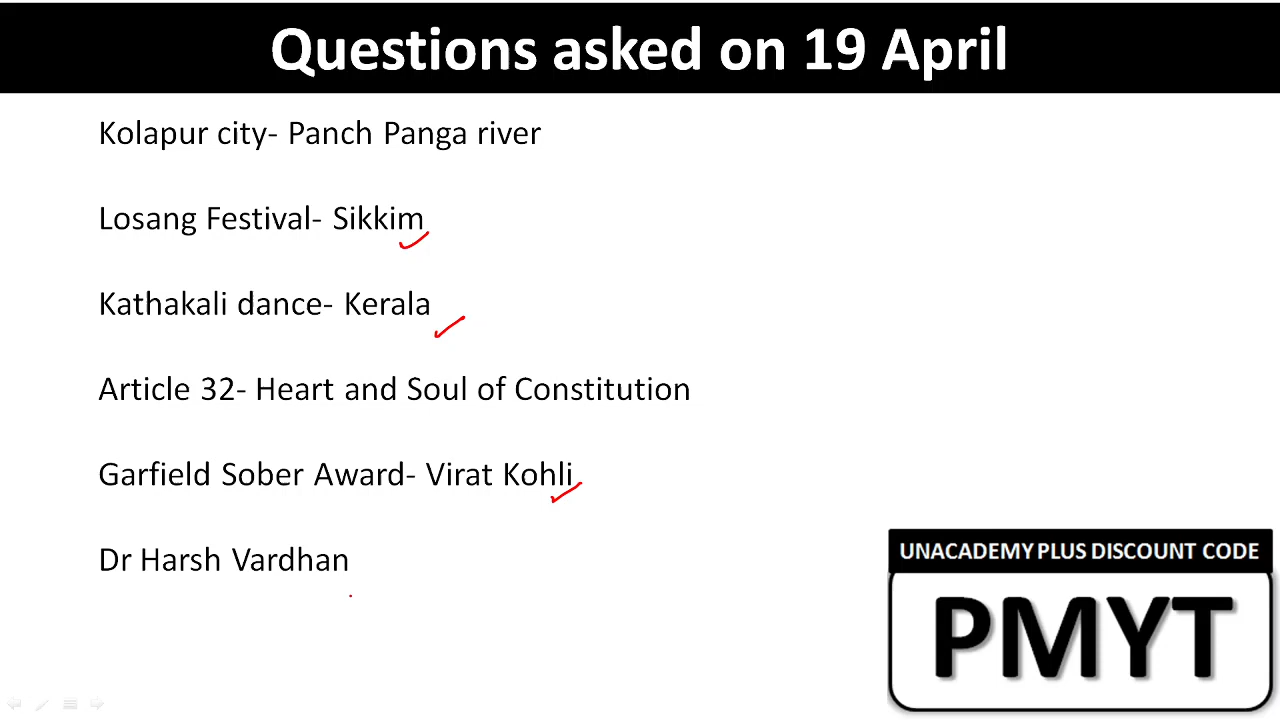 Questions asked on 19 April
Kolapur city- Panch Panga river
Losang Festival- Sikkim
Kathakali dance- Kerala
Article 32- Heart and Soul of Constitution
Garfield Sober Award- Virat Kohli
Dr Harsh Vardhan
UNACADEMY PLUS DISCOUNT CODE
PMYT